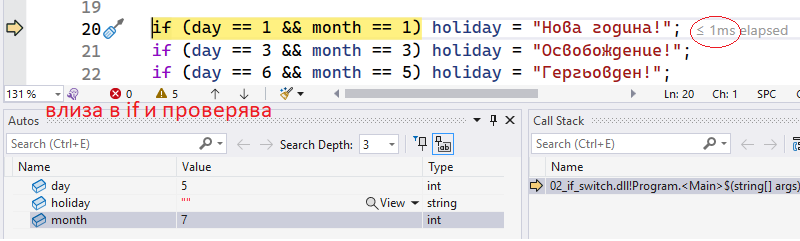 19
20 if (day == 1 && month == 1) holiday = "Нова година!"; ≤ 1ms elapsed
21 if (day == 3 && month == 3) holiday = "Освобождение!";
22 if (day == 6 && month == 5) holiday = "Гергьовден!";
131 % 0 5 Ln: 20 Ch: 1 SPC
влиза в if и проверява
Autos
Search (Ctrl+E) Search Depth: 3
Name Value Type
day 5 int
holiday "" View string
month 7 int
Call Stack
Search (Ctrl+E)
Name
02_if_switch.dll!Program.<Main>$(string[] args)